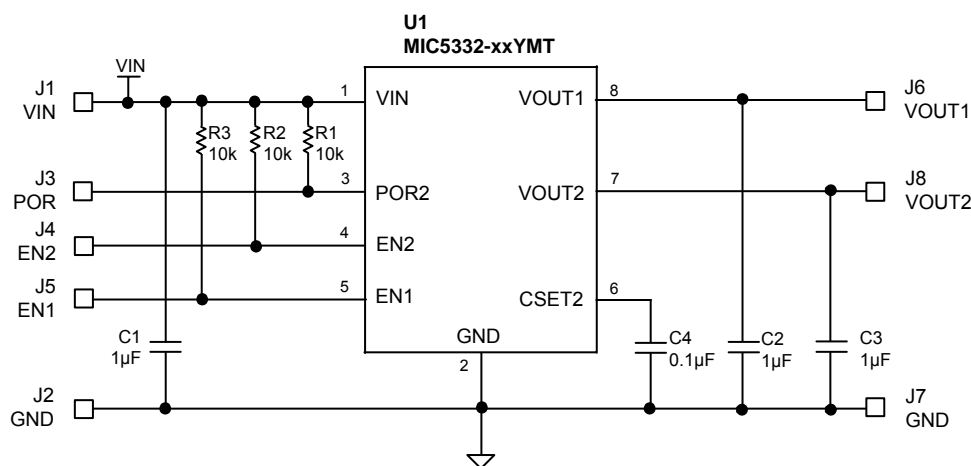 U1
MIC5332-xxYMT
VIN
J1
VIN
1
VIN
VOUT1
8
J6
VOUT1
R3
10k
R2
10k
R1
10k
J3
POR
3
POR2
VOUT2
7
J8
VOUT2
J4
EN2
4
EN2
J5
EN1
5
EN1
CSET2
6
C1
1µF
GND
2
C4
0.1µF
C2
1µF
C3
1µF
J2
GND
J7
GND